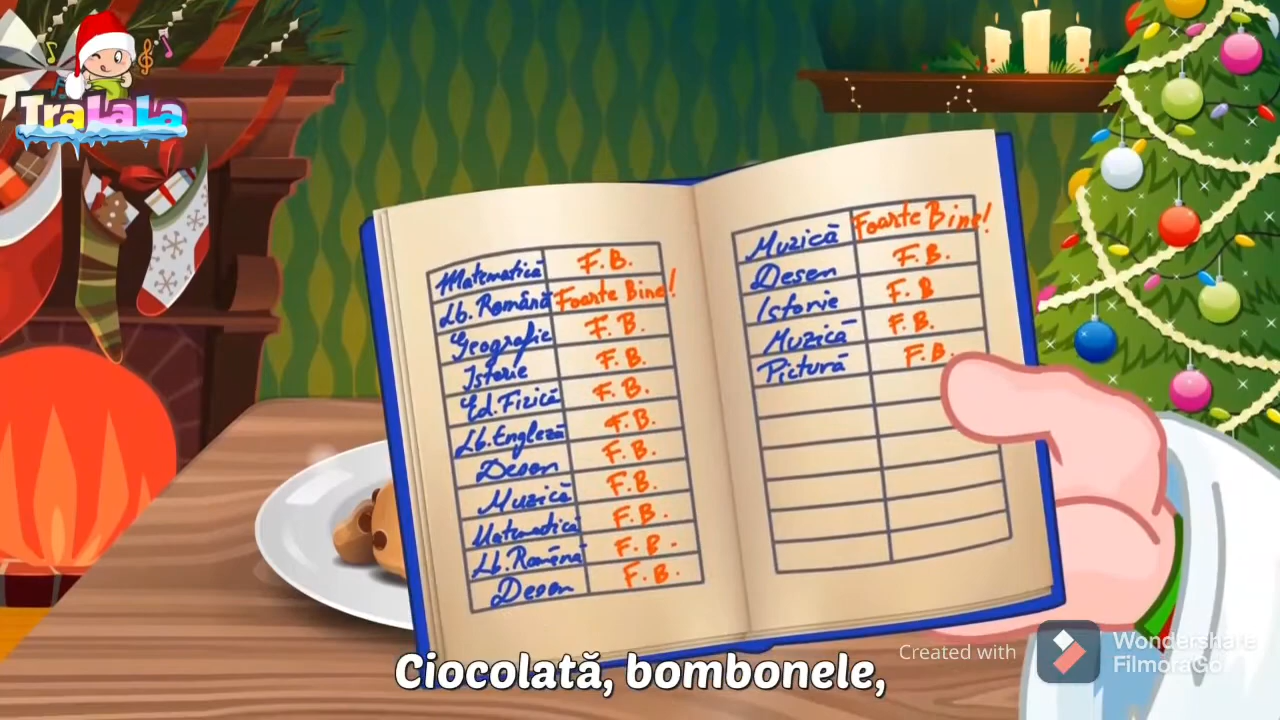 TraLaLa
Matematică F.B.
Lb. Română Foarte Bine!
Geografie F.B.
Istorie F.B.
Ed. Fizică F.B.
Lb. Engleză F.B.
Desen F.B.
Muzică F.B.
Matematică F.B.
Lb. Română F.B.
Desen F.B.
Muzică Foarte Bine!
Desen F.B.
Istorie F.B
Muzică F.B.
Pictură F.B.
Created with Wondershare
FilmoraGo
Ciocolată, bombonele,